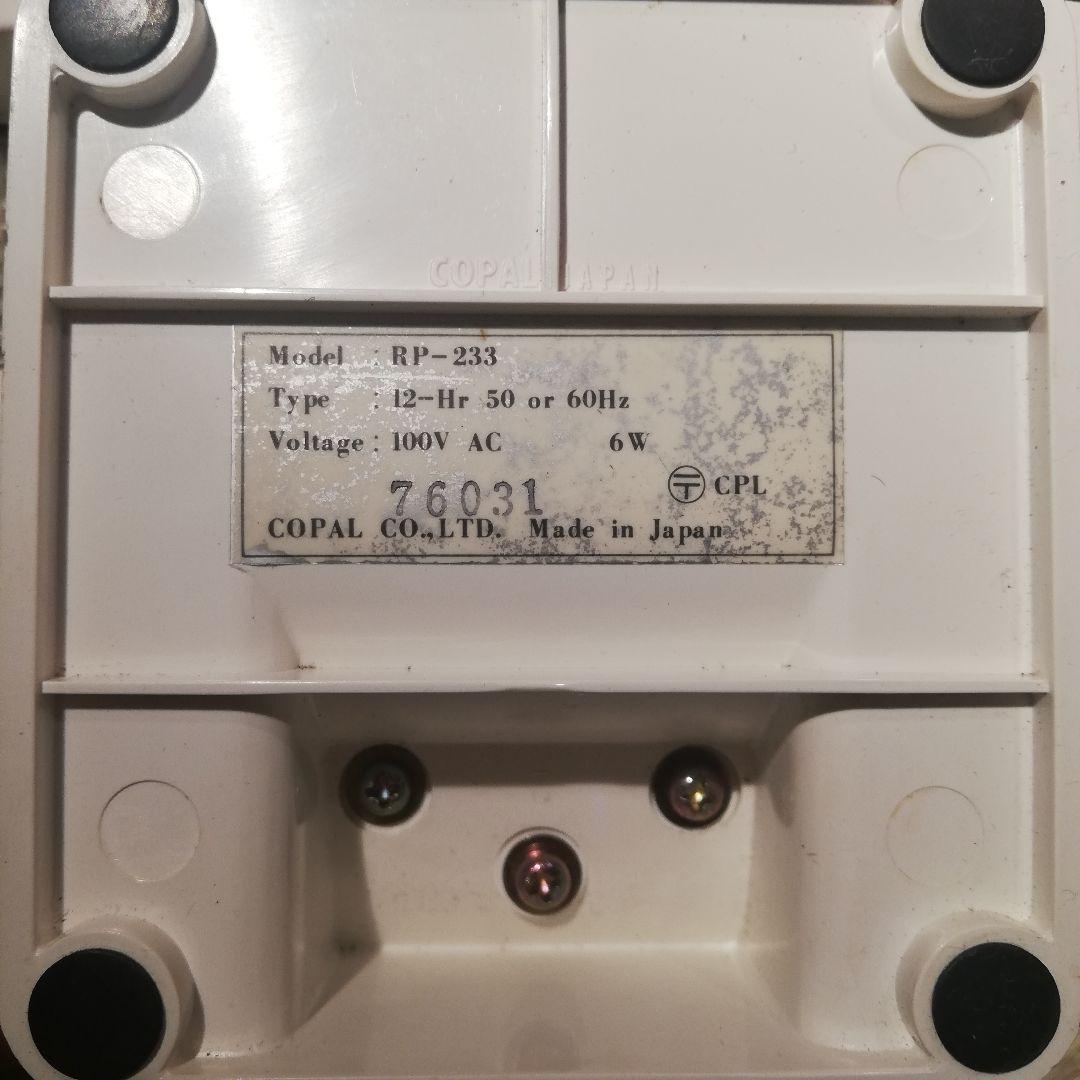 COPAL JAPAN
Model : RP-233
Type : 12-Hr 50 or 60Hz
Voltage : 100V AC 6W
76031 〒 CPL
COPAL CO.,LTD. Made in Japan